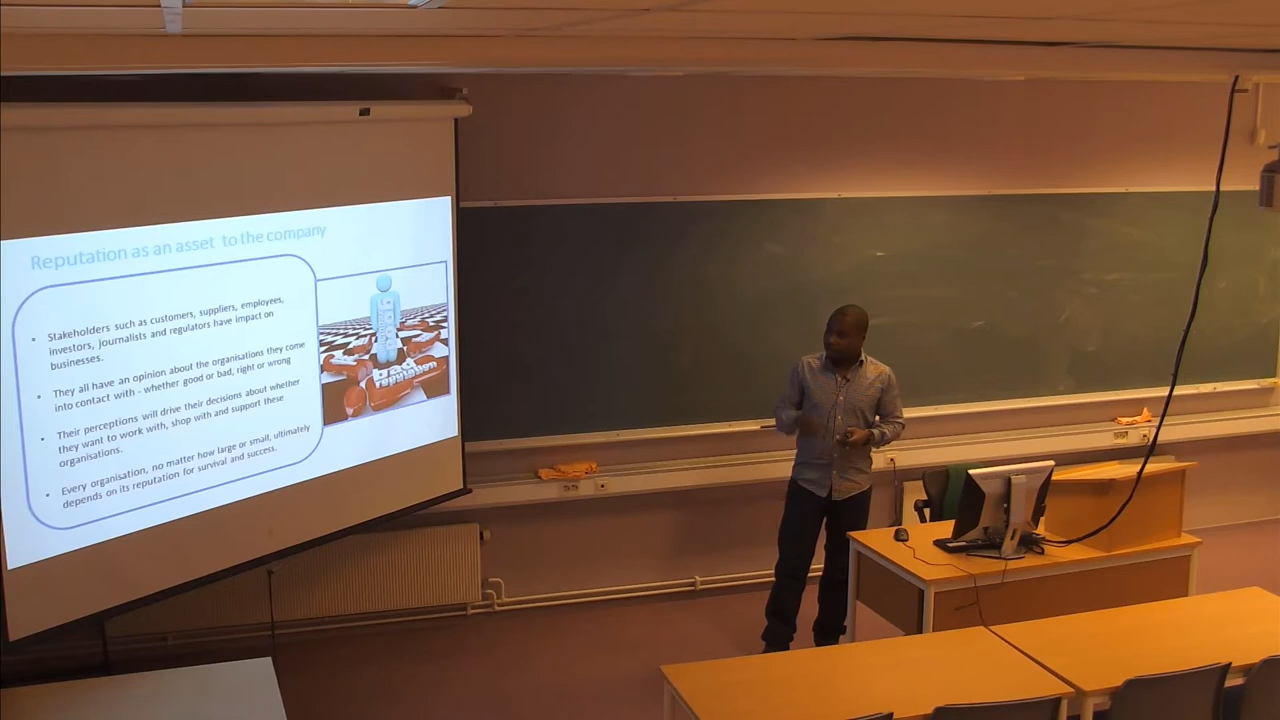 Reputation as an asset to the company
• Stakeholders such as customers, suppliers, employees,
investors, journalists and regulators have impact on
businesses.
• They all have an opinion about the organisations they come
into contact with - whether good or bad, right or wrong
• Their perceptions will drive their decisions about whether
they want to work with, shop with and support these
organisations.
• Every organisation, no matter how large or small, ultimately
depends on its reputation for survival and success.
bad
reputation